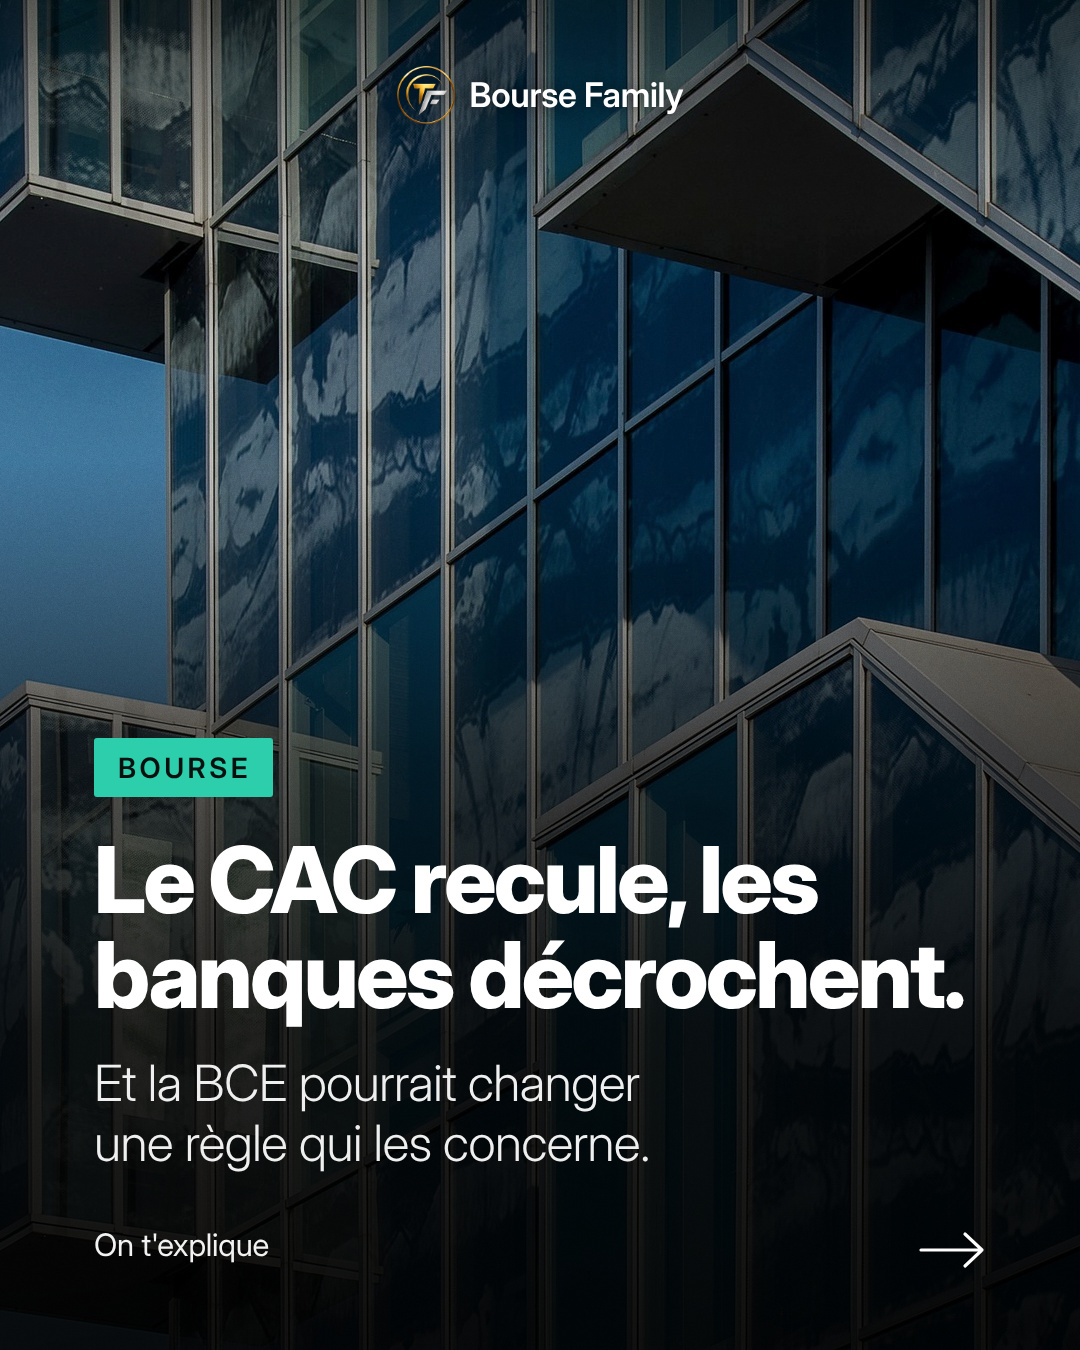 TF Bourse Family
BOURSE
Le CAC recule, les
banques décrochent.
Et la BCE pourrait changer
une règle qui les concerne.
On t'explique